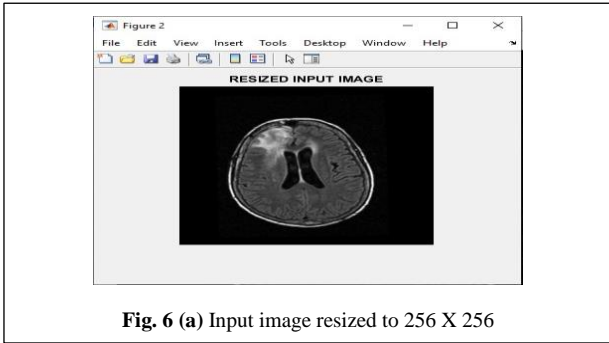 Figure 2
File Edit View Insert Tools Desktop Window Help
RESIZED INPUT IMAGE
Fig. 6 (a) Input image resized to 256 X 256